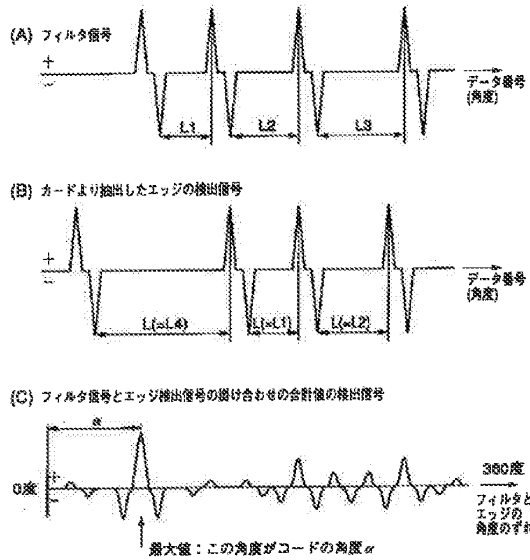 (A) フィルタ信号
+
−
データ番号
(角度)
L1
L2
L3
(B) カードより抽出したエッジの検出信号
+
−
データ番号
(角度)
L(=L4)
L(=L1)
L(=L2)
(C) フィルタ信号とエッジ検出信号の掛け合わせの合計値の検出信号
α
+
−
0度
360度
フィルタと
エッジの
角度のずれ
最大値：この角度がコードの角度α